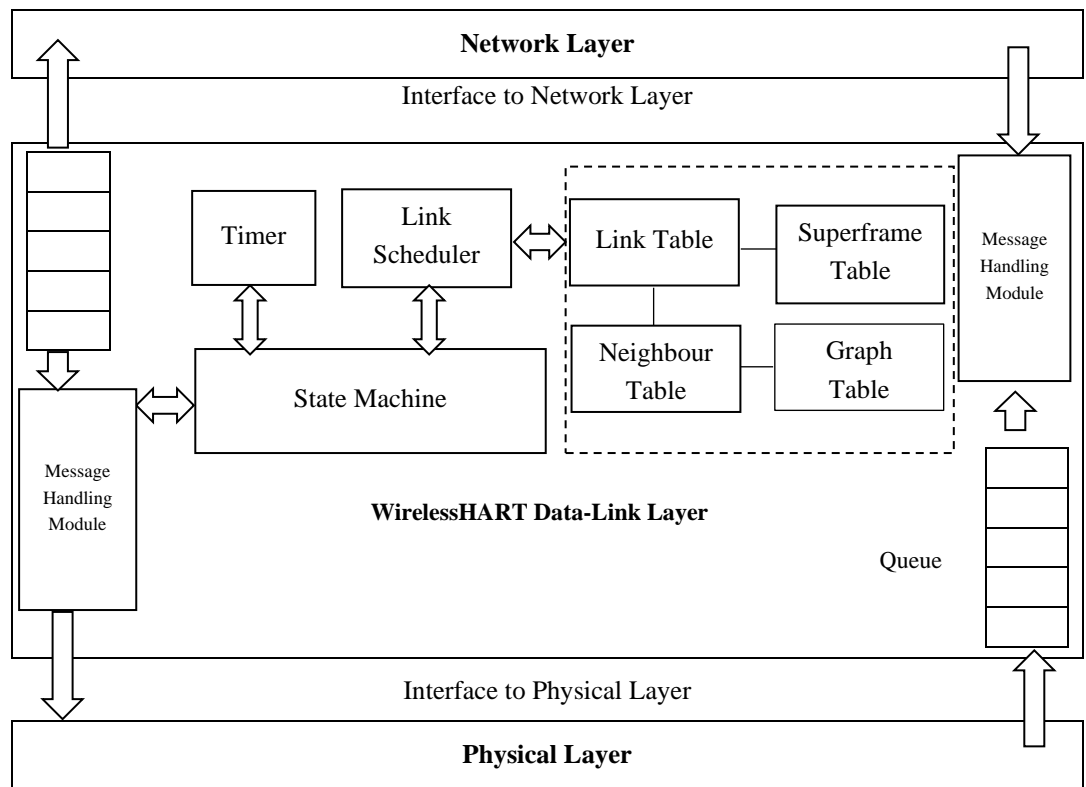 Network Layer
Interface to Network Layer
Timer
Link
Scheduler
Link Table
Superframe
Table
Message
Handling
Module
Neighbour
Table
Graph
Table
State Machine
Message
Handling
Module
WirelessHART Data-Link Layer
Queue
Interface to Physical Layer
Physical Layer